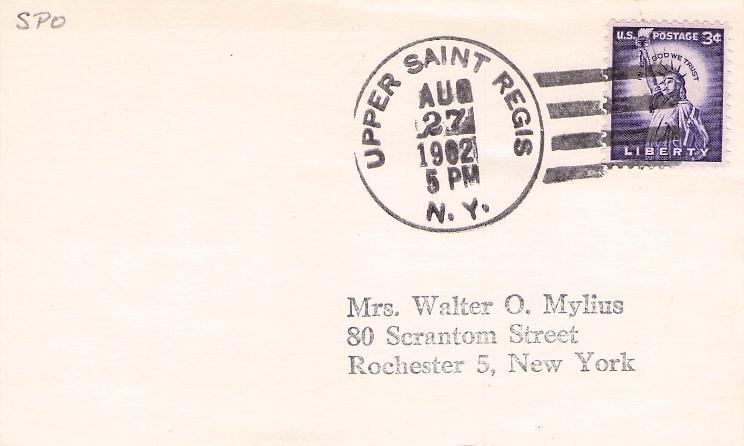 SPO
UPPER SAINT REGIS
AUG
27
1962
5 PM
N. Y.
U.S. POSTAGE 3¢
IN GOD WE TRUST
LIBERTY
Mrs. Walter O. Mylius
80 Scrantom Street
Rochester 5, New York